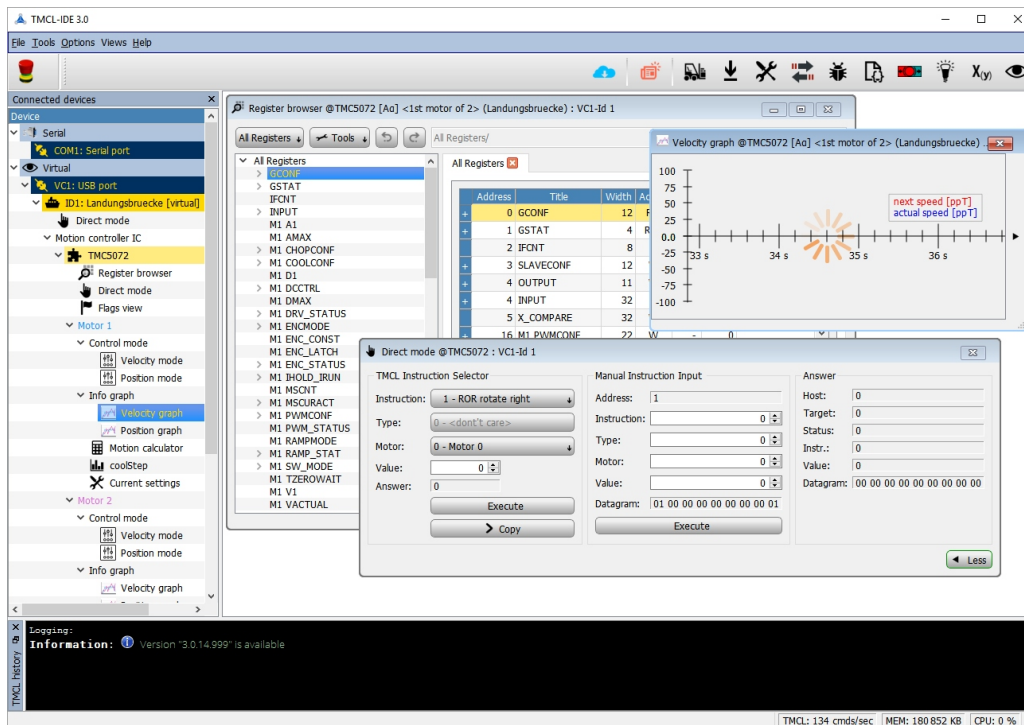 TMCL-IDE 3.0
File Tools Options Views Help
X(y)
Connected devices
Device
Serial
COM1: Serial port
Virtual
VC1: USB port
ID1: Landungsbruecke [virtual]
Direct mode
Motion controller IC
TMC5072
Register browser
Direct mode
Flags view
Motor 1
Control mode
Velocity mode
Position mode
Info graph
Velocity graph
Position graph
Motion calculator
coolStep
Current settings
Motor 2
Control mode
Velocity mode
Position mode
Info graph
Velocity graph
Register browser @TMC5072 [Aq] <1st motor of 2> (Landungsbruecke) : VC1-Id 1
All Registers Tools All Registers/
All Registers
GCONF
GSTAT
IFCNT
INPUT
M1 A1
M1 AMAX
M1 CHOPCONF
M1 COOLCONF
M1 D1
M1 DCCTRL
M1 DMAX
M1 DRV_STATUS
M1 ENCMODE
M1 ENC_CONST
M1 ENC_LATCH
M1 ENC_STATUS
M1 IHOLD_IRUN
M1 MSCNT
M1 MSCURACT
M1 PWMCONF
M1 PWM_STATUS
M1 RAMPMODE
M1 RAMP_STAT
M1 SW_MODE
M1 TZEROWAIT
M1 V1
M1 VACTUAL
All Registers
Address Title Width
0 GCONF 12
1 GSTAT 4
2 IFCNT 8
3 SLAVECONF 12
4 OUTPUT 11
4 INPUT 32
5 X_COMPARE 32
16 M1 PWMCONF 22 W - 0
Velocity graph @TMC5072 [Aq] <1st motor of 2> (Landungsbruecke)
100
75
50
25
0.0
-25
-50
-75
-100
33 s 34 s 35 s 36 s
next speed [ppT]
actual speed [ppT]
Direct mode @TMC5072 : VC1-Id 1
TMCL Instruction Selector
Instruction: 1 - ROR rotate right
Type: 0 - <don't care>
Motor: 0 - Motor 0
Value: 0
Answer: 0
Execute
Copy
Manual Instruction Input
Address: 1
Instruction: 0
Type: 0
Motor: 0
Value: 0
Datagram: 01 00 00 00 00 00 00 00 01
Execute
Answer
Host: 0
Target: 0
Status: 0
Instr.: 0
Value: 0
Datagram: 00 00 00 00 00 00 00 00 00
Less
TMCL history
Logging:
Information: Version "3.0.14.999" is available
TMCL: 134 cmds/sec MEM: 180 852 KB CPU: 0 %